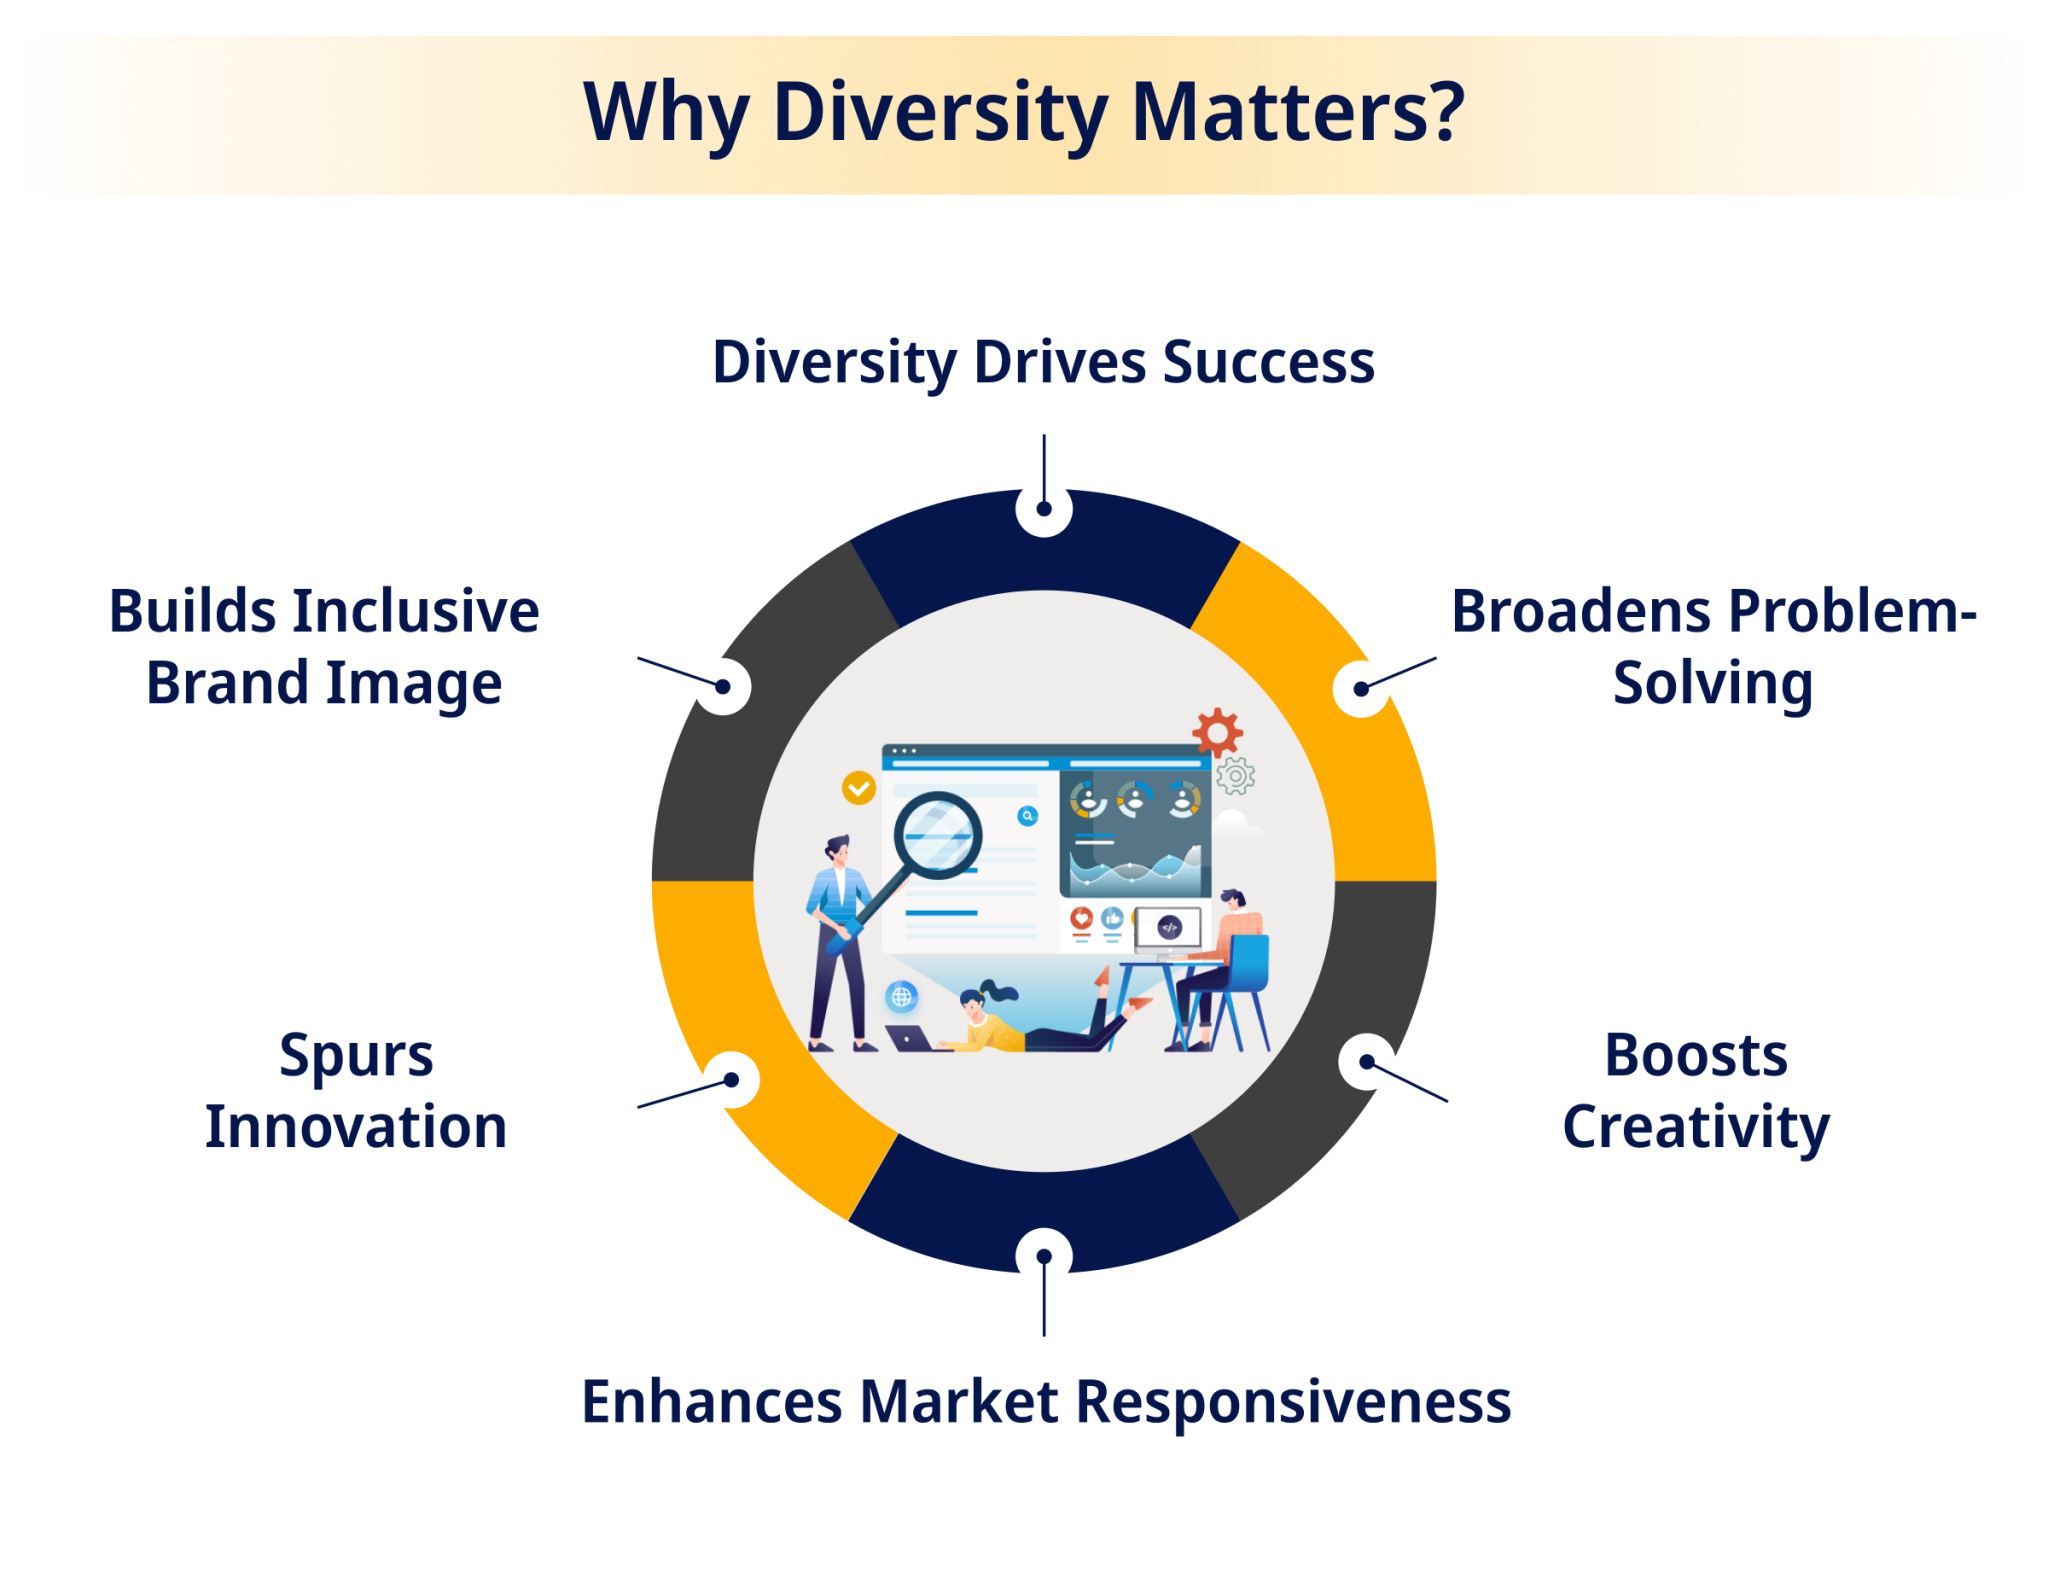 Why Diversity Matters?
Diversity Drives Success
Builds Inclusive
Brand Image
Broadens Problem-
Solving
Spurs
Innovation
Boosts
Creativity
Enhances Market Responsiveness